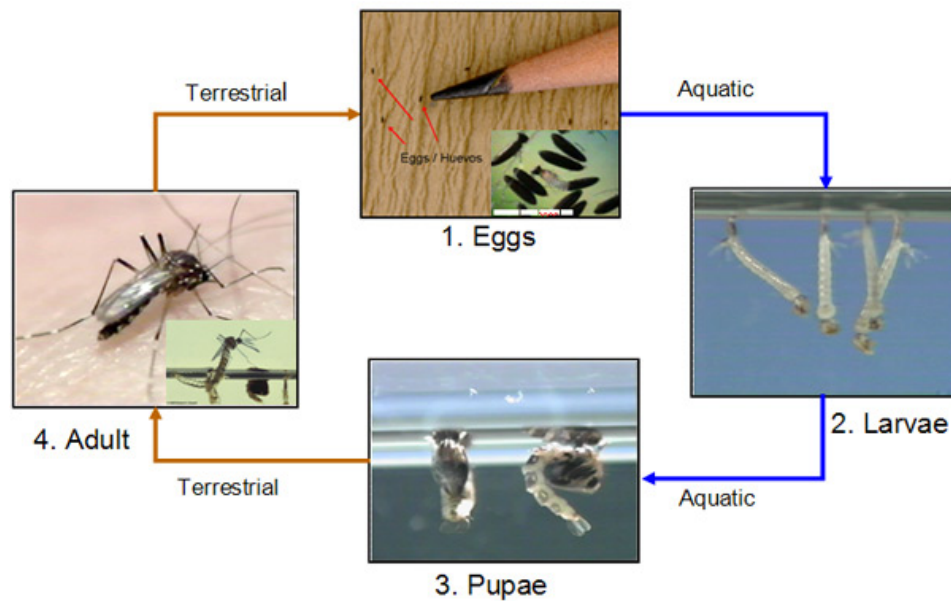 Terrestrial
Aquatic
Eggs / Huevos
1. Eggs
2. Larvae
4. Adult
Terrestrial
Aquatic
3. Pupae